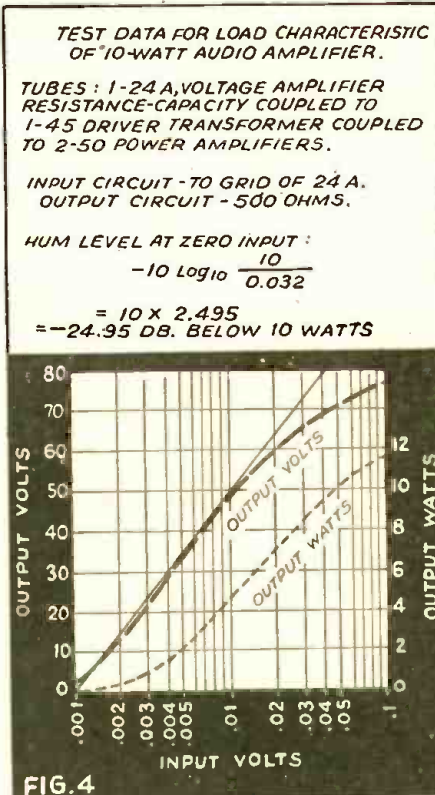 TEST DATA FOR LOAD CHARACTERISTIC
OF 10-WATT AUDIO AMPLIFIER.
TUBES : 1-24 A, VOLTAGE AMPLIFIER
RESISTANCE-CAPACITY COUPLED TO
1-45 DRIVER TRANSFORMER COUPLED
TO 2-50 POWER AMPLIFIERS.
INPUT CIRCUIT - TO GRID OF 24 A.
OUTPUT CIRCUIT - 500 OHMS.
HUM LEVEL AT ZERO INPUT :
-10 Log10 10/0.032
= 10 X 2.495
=-24.95 DB. BELOW 10 WATTS
OUTPUT VOLTS
80
70
60
50
40
30
20
10
0
OUTPUT VOLTS
OUTPUT WATTS
12
10
8
6
4
2
0
OUTPUT WATTS
.001 .002 .003 .004 .005 .01 .02 .03 .04 .05 .1
INPUT VOLTS
FIG.4